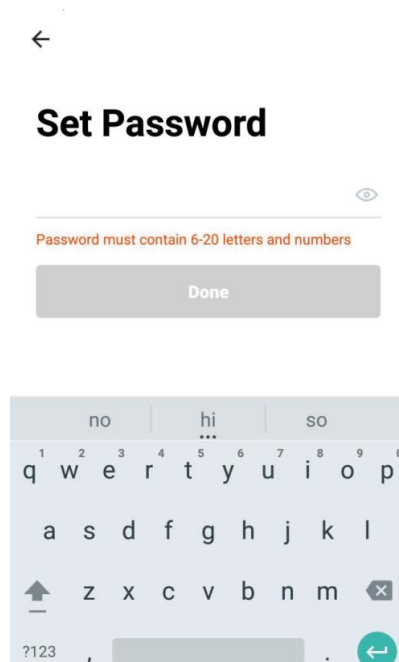 Set Password
Password must contain 6-20 letters and numbers
Done
no hi so
1 2 3 4 5 6 7 8 9 0
q w e r t y u i o p
a s d f g h j k l
z x c v b n m
?123 , .